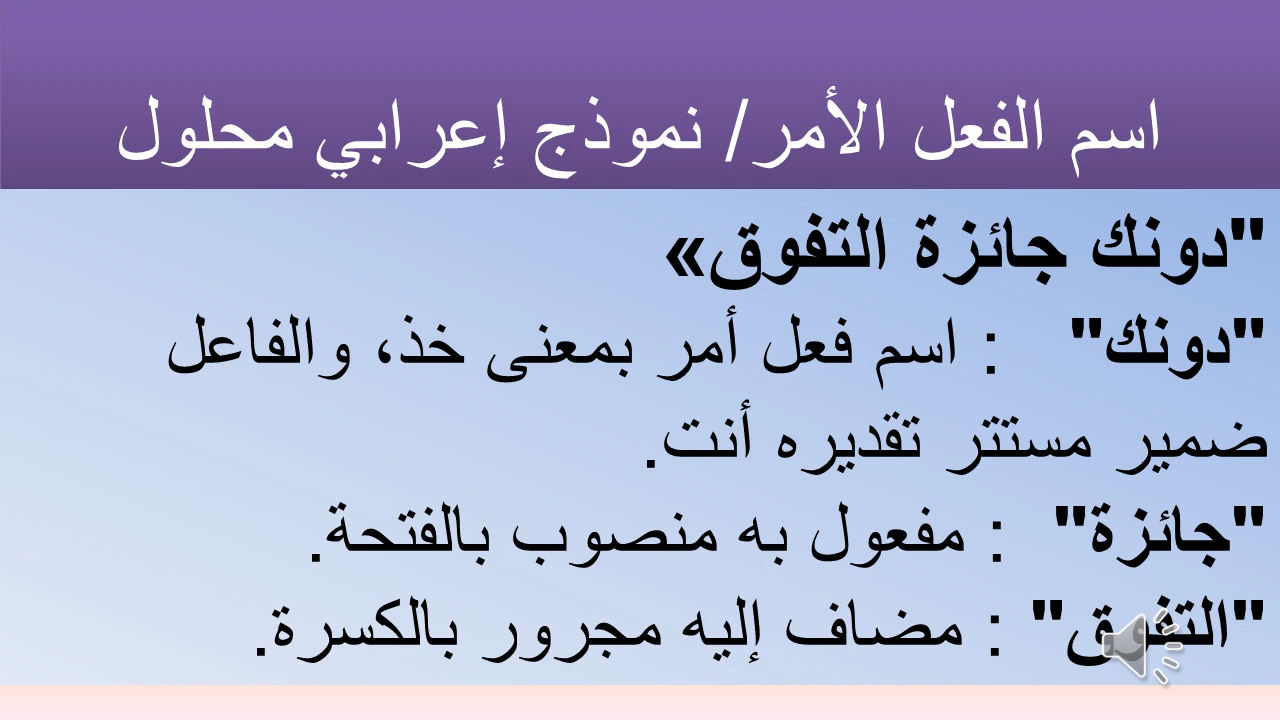 اسم الفعل الأمر/ نموذج إعرابي محلول
"دونك جائزة التفوق»
"دونك" : اسم فعل أمر بمعنى خذ، والفاعل
ضمير مستتر تقديره أنت.
"جائزة" : مفعول به منصوب بالفتحة.
"التفوق" : مضاف إليه مجرور بالكسرة.